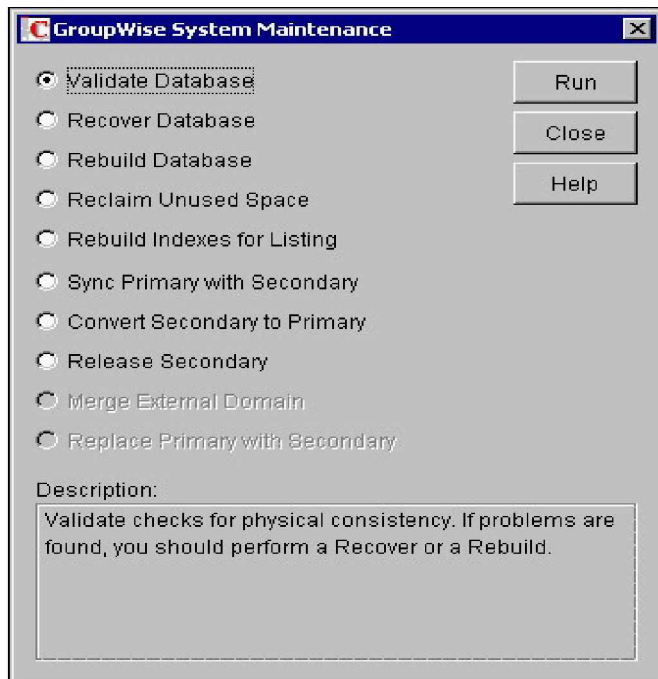 GroupWise System Maintenance
Validate Database
Run
Recover Database
Close
Rebuild Database
Help
Reclaim Unused Space
Rebuild Indexes for Listing
Sync Primary with Secondary
Convert Secondary to Primary
Release Secondary
Merge External Domain
Replace Primary with Secondary
Description:
Validate checks for physical consistency. If problems are
found, you should perform a Recover or a Rebuild.